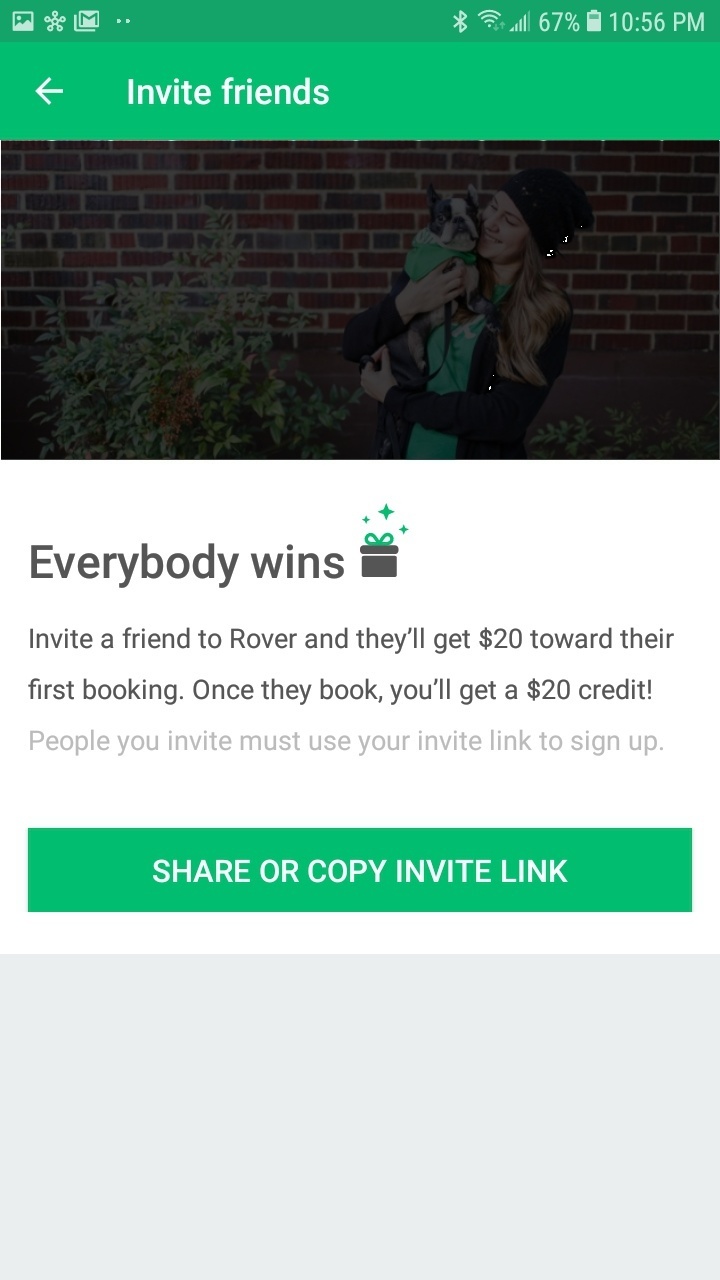 67% 10:56 PM
Invite friends
Everybody wins
Invite a friend to Rover and they’ll get $20 toward their
first booking. Once they book, you’ll get a $20 credit!
People you invite must use your invite link to sign up.
SHARE OR COPY INVITE LINK